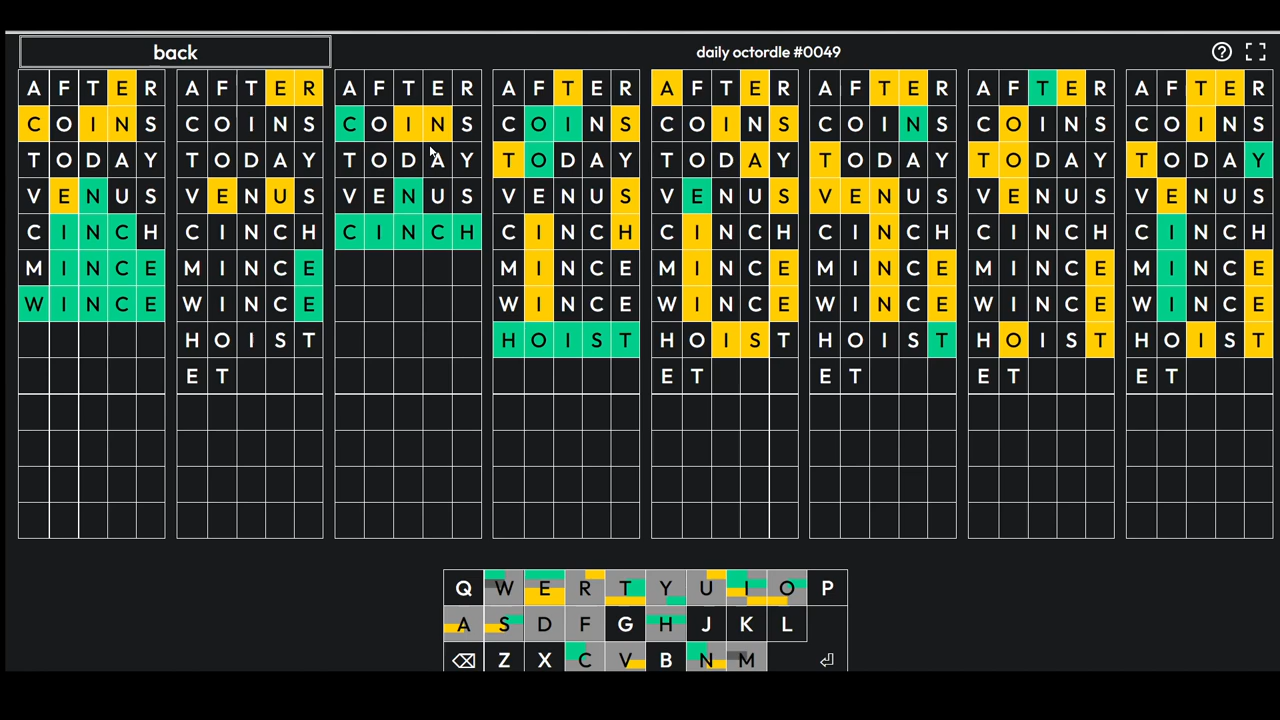 back daily octordle #0049
AFTER AFTER AFTER AFTER AFTER AFTER AFTER AFTER
COINS COINS COINS COINS COINS COINS COINS COINS
TODAY TODAY TODAY TODAY TODAY TODAY TODAY TODAY
VENUS VENUS VENUS VENUS VENUS VENUS VENUS VENUS
CINCH CINCH CINCH CINCH CINCH CINCH CINCH CINCH
MINCE MINCE MINCE MINCE MINCE MINCE MINCE
WINCE WINCE WINCE WINCE WINCE WINCE WINCE
HOIST HOIST HOIST HOIST HOIST HOIST
ET ET ET ET ET
Q W E R T Y U I O P
A S D F G H J K L
Z X C V B N M